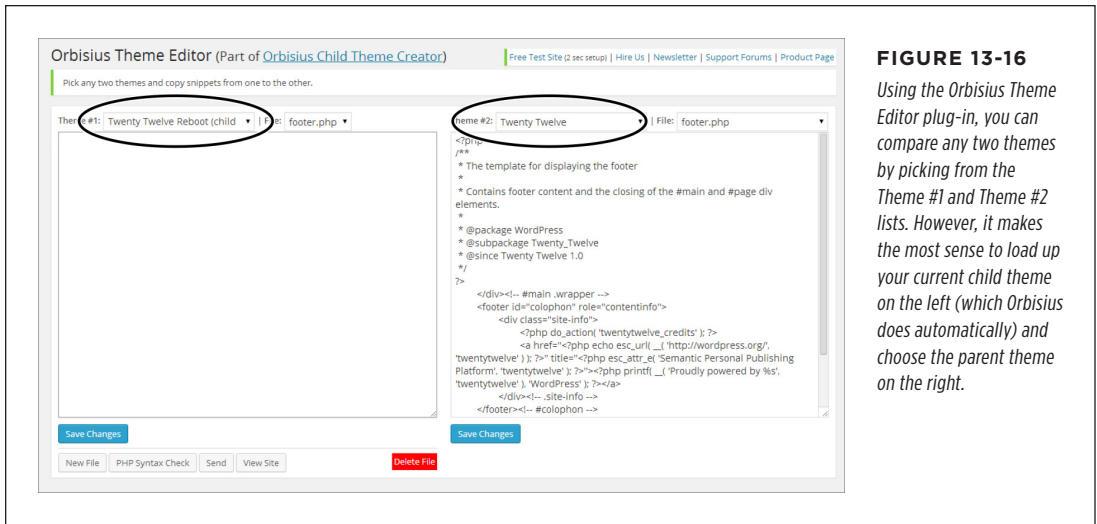 Orbisius Theme Editor (Part of Orbisius Child Theme Creator)
Free Test Site (2 sec setup) | Hire Us | Newsletter | Support Forums | Product Page
Pick any two themes and copy snippets from one to the other.
Theme #1: Twenty Twelve Reboot (child | File: footer.php
Theme #2: Twenty Twelve | File: footer.php
<?php
/**
* The template for displaying the footer
*
* Contains footer content and the closing of the #main and #page div
elements.
*
* @package WordPress
* @subpackage Twenty_Twelve
* @since Twenty Twelve 1.0
*/
?>
</div><!-- #main .wrapper -->
<footer id="colophon" role="contentinfo">
<div class="site-info">
<?php do_action( 'twentytwelve_credits' ); ?>
<a href="<?php echo esc_url( __( 'http://wordpress.org/',
'twentytwelve' ) ); ?>" title="<?php esc_attr_e( 'Semantic Personal Publishing
Platform', 'twentytwelve' ); ?>"><?php printf( __( 'Proudly powered by %s',
'twentytwelve' ), 'WordPress' ); ?></a>
</div><!-- .site-info -->
</footer><!-- #colophon -->
Save Changes
Save Changes
New File
PHP Syntax Check
Send
View Site
Delete File
FIGURE 13-16
Using the Orbisius Theme
Editor plug-in, you can
compare any two themes
by picking from the
Theme #1 and Theme #2
lists. However, it makes
the most sense to load up
your current child theme
on the left (which Orbisius
does automatically) and
choose the parent theme
on the right.